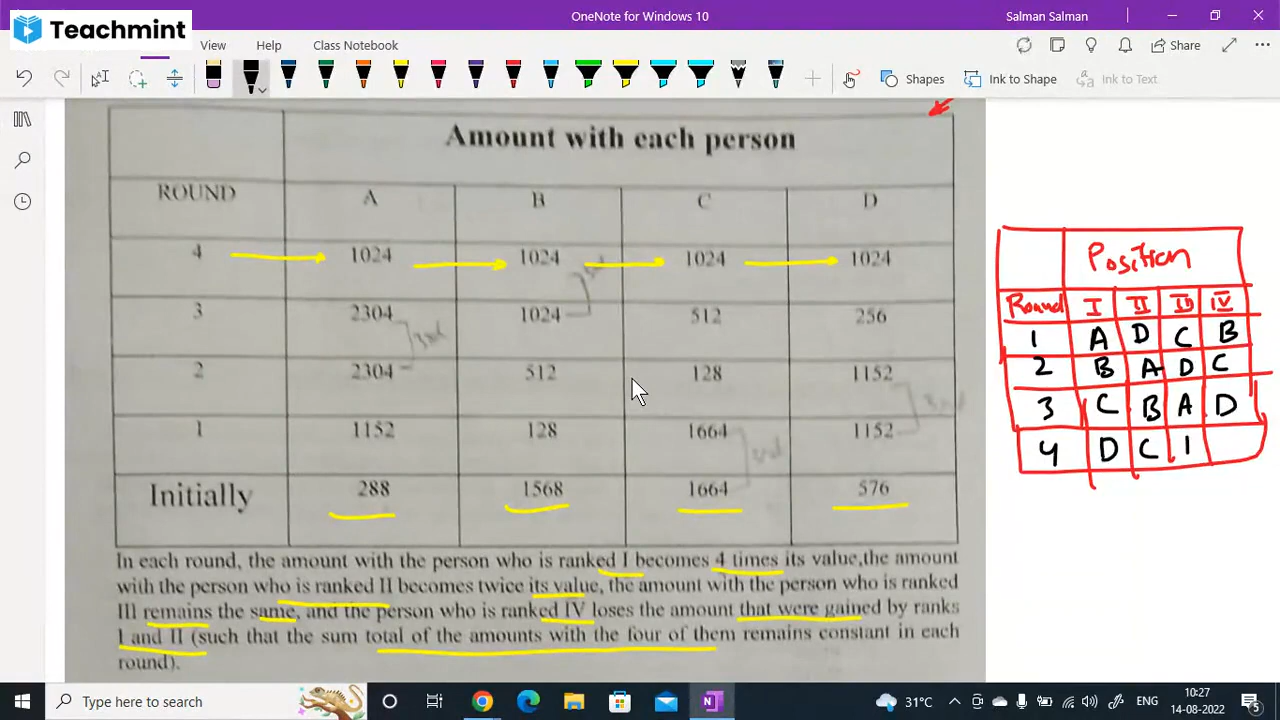 OneNote for Windows 10
Salman Salman
Teachmint
View Help Class Notebook
Share
Shapes
Ink to Shape
Ink to Text
Amount with each person
ROUND A B C D
4 1024 1024 1024 1024
3 2304 1024 512 256
3rd
3rd
2 2304 512 128 1152
3rd
1 1152 128 1664 1152
3rd
Initially 288 1568 1664 576
In each round, the amount with the person who is ranked I becomes 4 times its value,the amount
with the person who is ranked II becomes twice its value, the amount with the person who is ranked
III remains the same, and the person who is ranked IV loses the amount that were gained by ranks
I and II (such that the sum total of the amounts with the four of them remains constant in each
round).
Position
Round I II III IV
1 A D C B
2 B A D C
3 C B A D
4 D C I
Type here to search
31°C
ENG
10:27
14-08-2022
5